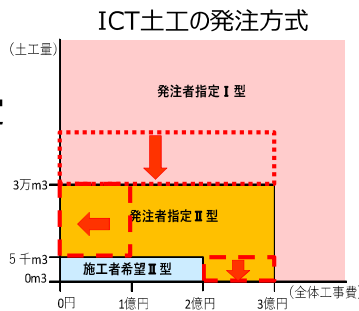 ICT土工の発注方式
(土工量)
発注者指定Ⅰ型
3万m3
発注者指定Ⅱ型
5千m3
施工者希望Ⅱ型
0m3
0円
1億円
2億円
3億円
(全体工事費)